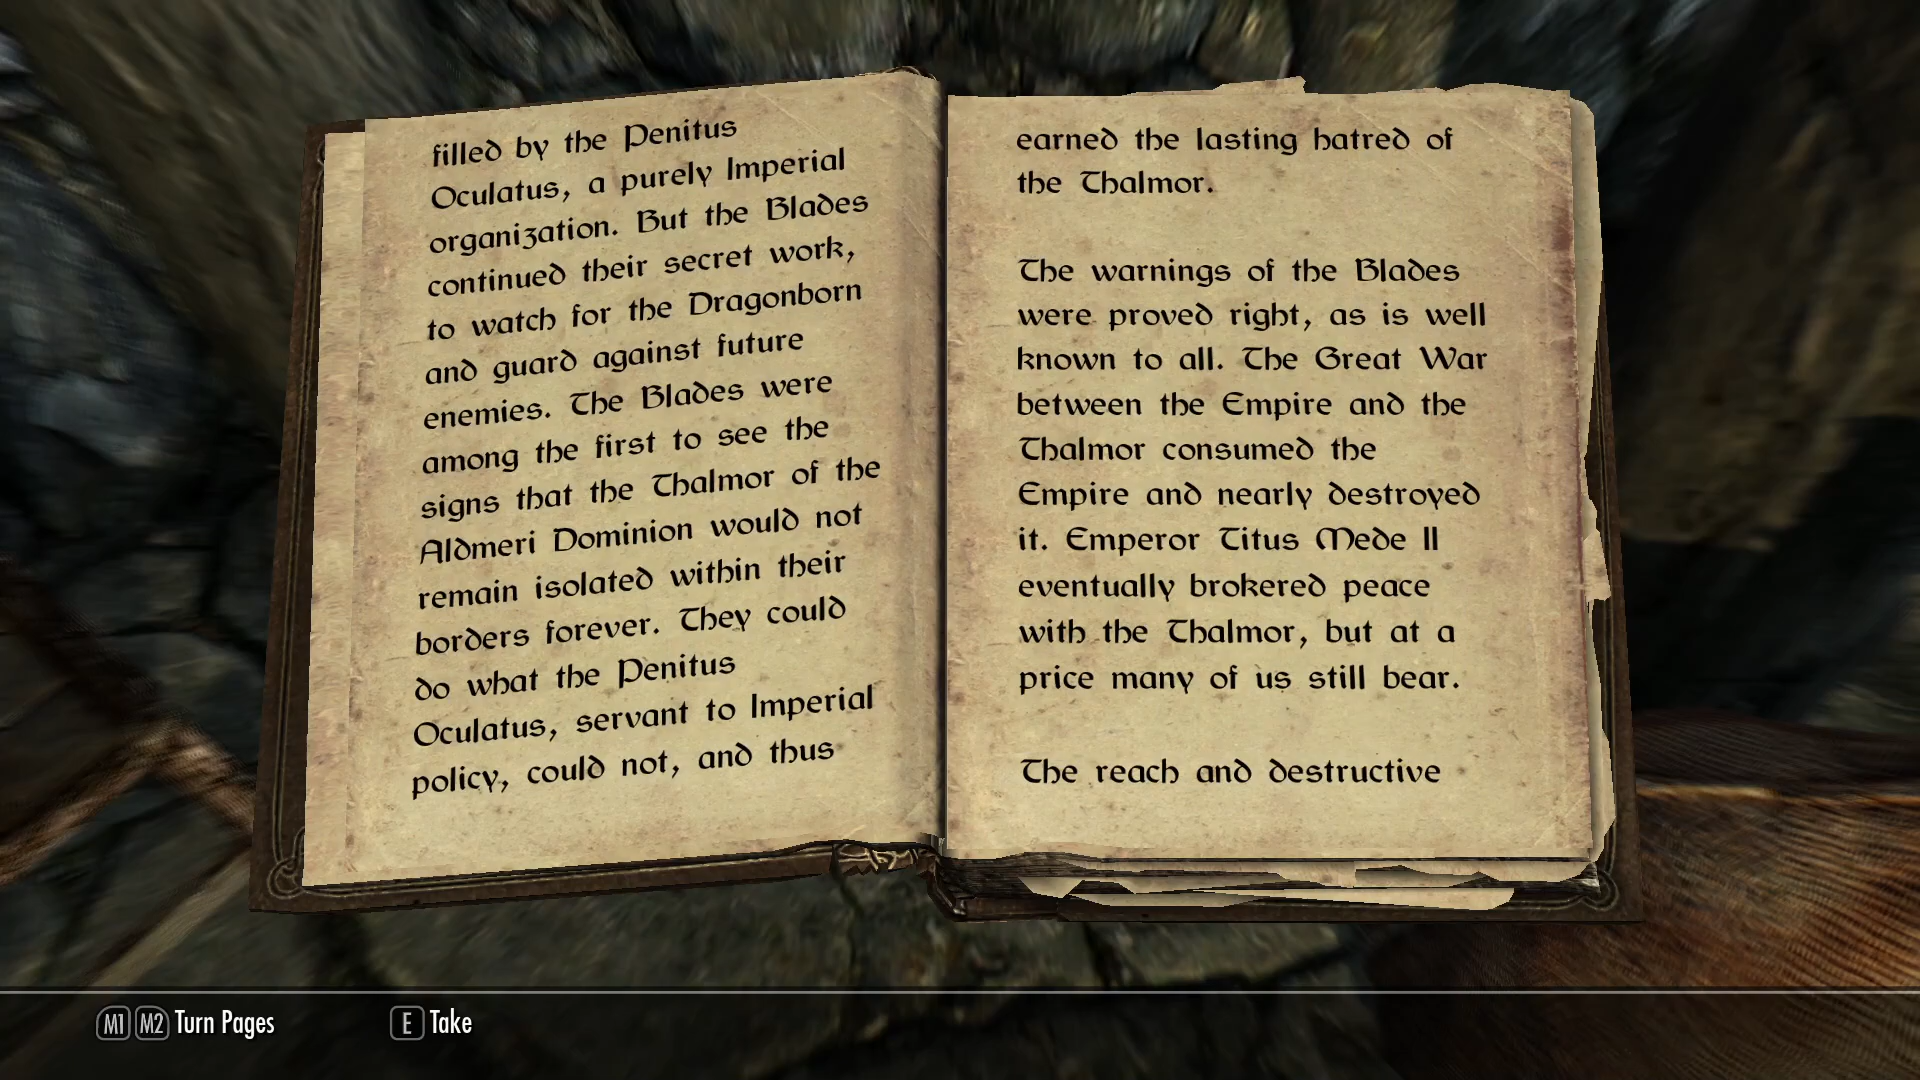 filled by the Penitus
Oculatus, a purely Imperial
organization. But the Blades
continued their secret work,
to watch for the Dragonborn
and guard against future
enemies. The Blades were
among the first to see the
signs that the Thalmor of the
Aldmeri Dominion would not
remain isolated within their
borders forever. They could
do what the Penitus
Oculatus, servant to Imperial
policy, could not, and thus
earned the lasting hatred of
the Thalmor.
The warnings of the Blades
were proved right, as is well
known to all. The Great War
between the Empire and the
Thalmor consumed the
Empire and nearly destroyed
it. Emperor Titus Mede II
eventually brokered peace
with the Thalmor, but at a
price many of us still bear.
The reach and destructive
M1 M2 Turn Pages
E Take